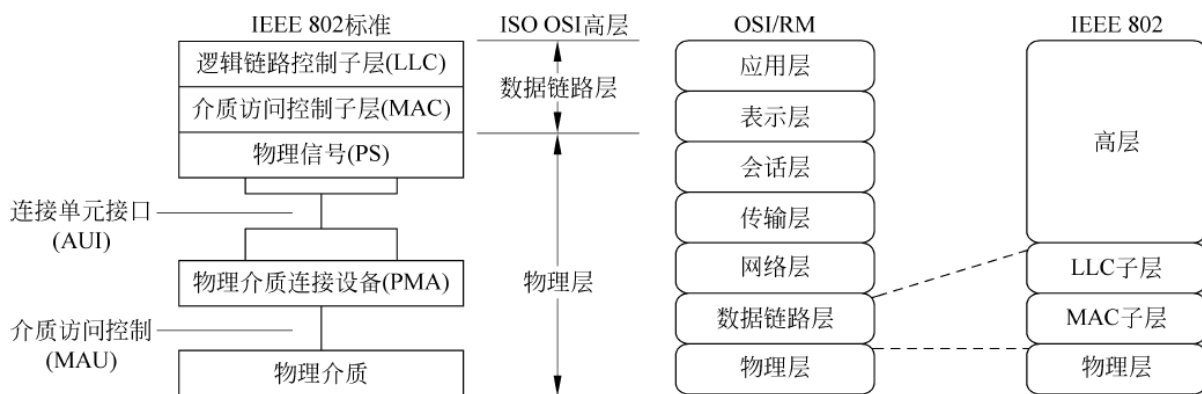 IEEE 802标准
逻辑链路控制子层(LLC)
介质访问控制子层(MAC)
物理信号(PS)
连接单元接口
(AUI)
物理介质连接设备(PMA)
介质访问控制
(MAU)
物理介质
ISO OSI高层
数据链路层
物理层
OSI/RM
应用层
表示层
会话层
传输层
网络层
数据链路层
物理层
IEEE 802
高层
LLC子层
MAC子层
物理层